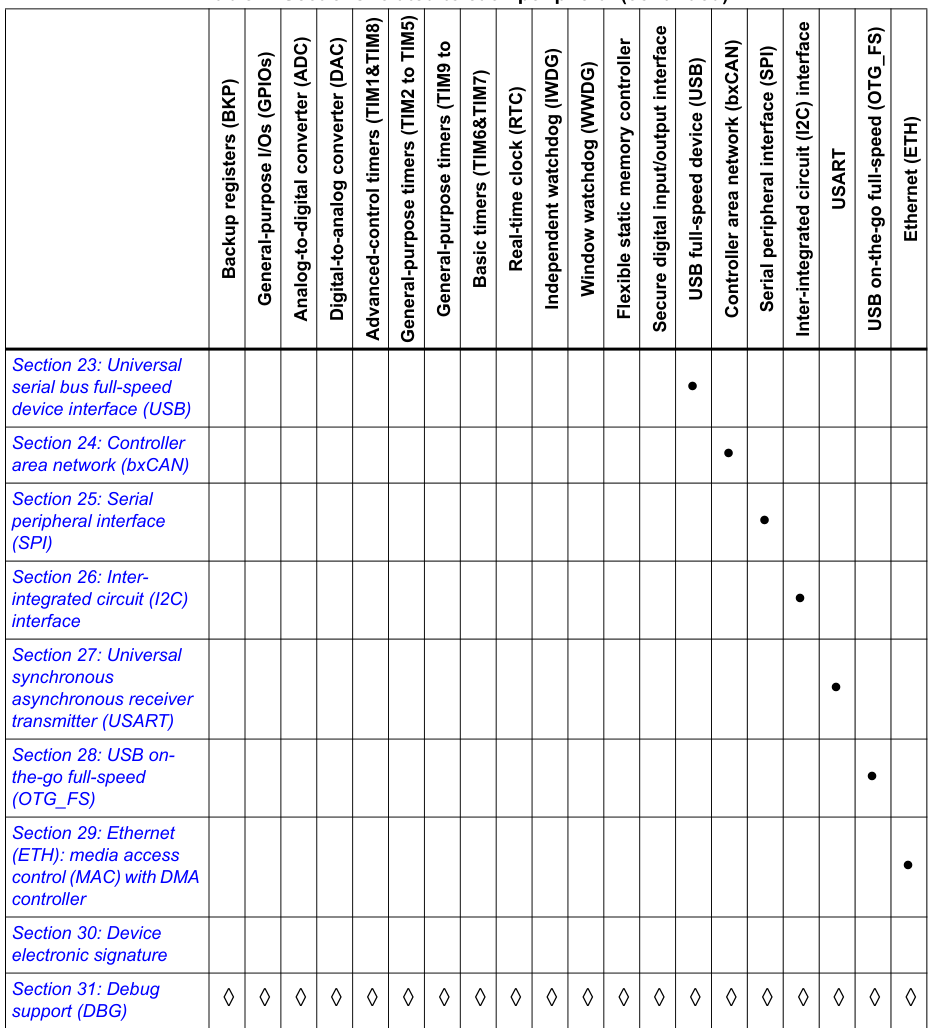 Backup registers (BKP)
General-purpose I/Os (GPIOs)
Analog-to-digital converter (ADC)
Digital-to-analog converter (DAC)
Advanced-control timers (TIM1&TIM8)
General-purpose timers (TIM2 to TIM5)
General-purpose timers (TIM9 to
Basic timers (TIM6&TIM7)
Real-time clock (RTC)
Independent watchdog (IWDG)
Window watchdog (WWDG)
Flexible static memory controller
Secure digital input/output interface
USB full-speed device (USB)
Controller area network (bxCAN)
Serial peripheral interface (SPI)
Inter-integrated circuit (I2C) interface
USART
USB on-the-go full-speed (OTG_FS)
Ethernet (ETH)
Section 23: Universal
serial bus full-speed
device interface (USB)
●
Section 24: Controller
area network (bxCAN)
●
Section 25: Serial
peripheral interface
(SPI)
●
Section 26: Inter-
integrated circuit (I2C)
interface
●
Section 27: Universal
synchronous
asynchronous receiver
transmitter (USART)
●
Section 28: USB on-
the-go full-speed
(OTG_FS)
●
Section 29: Ethernet
(ETH): media access
control (MAC) with DMA
controller
●
Section 30: Device
electronic signature
Section 31: Debug
support (DBG)
◊ ◊ ◊ ◊ ◊ ◊ ◊ ◊ ◊ ◊ ◊ ◊ ◊ ◊ ◊ ◊ ◊ ◊ ◊ ◊